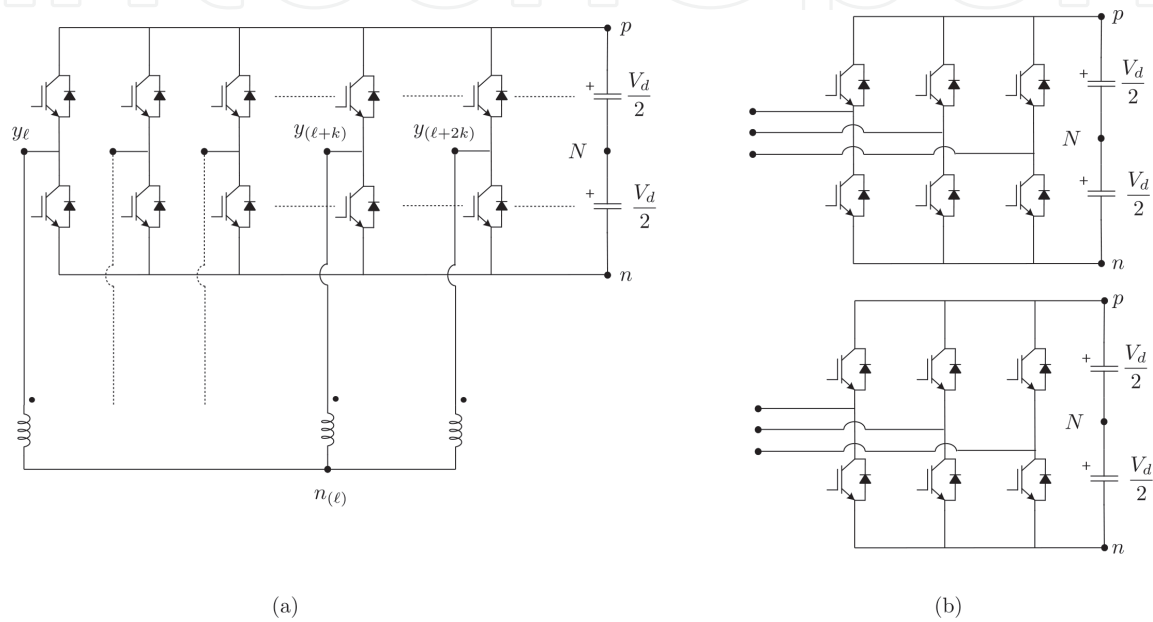 p
+ V_d/2
y_ℓ
y_(ℓ+k)
y_(ℓ+2k)
N
+ V_d/2
n
n_(ℓ)
(a)
p
+ V_d/2
N
+ V_d/2
n
p
+ V_d/2
N
+ V_d/2
n
(b)